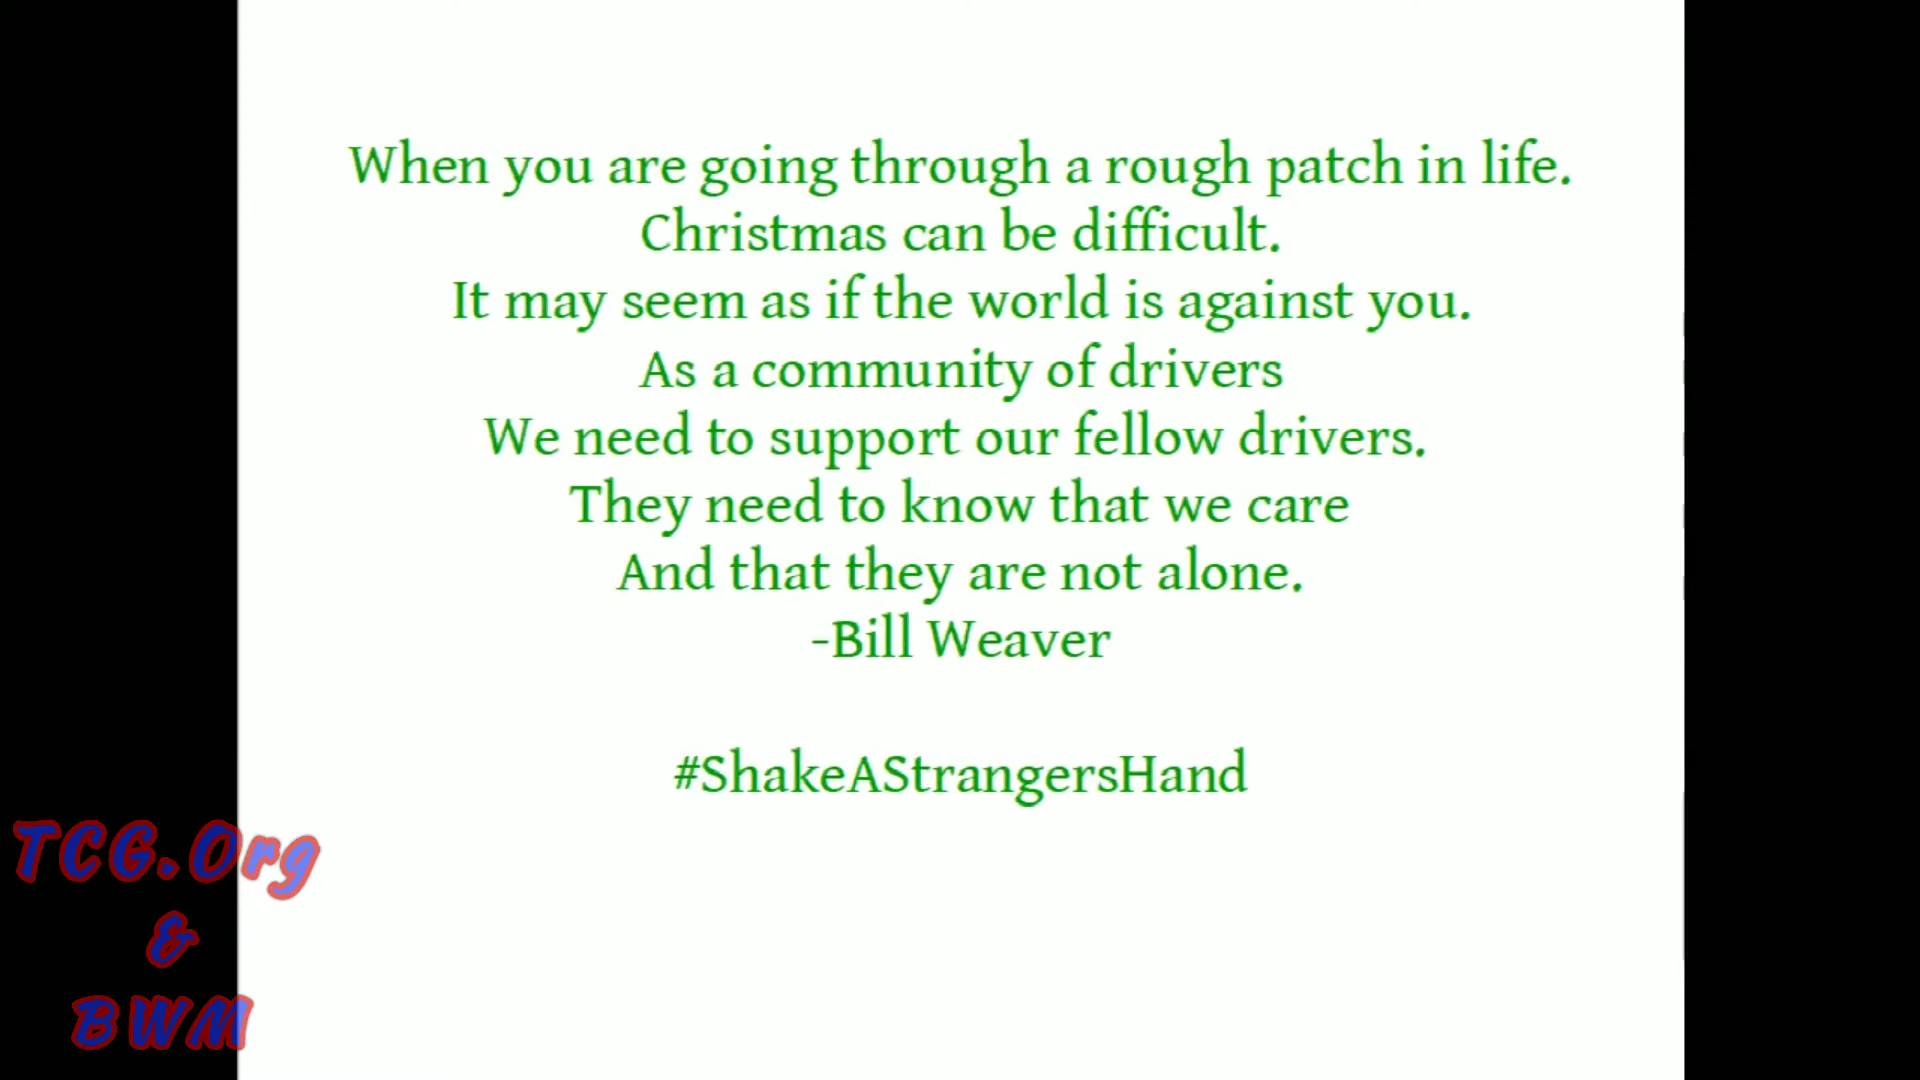 When you are going through a rough patch in life.
Christmas can be difficult.
It may seem as if the world is against you.
As a community of drivers
We need to support our fellow drivers.
They need to know that we care
And that they are not alone.
-Bill Weaver
#ShakeAStrangersHand
TCG.Org
&
BWM